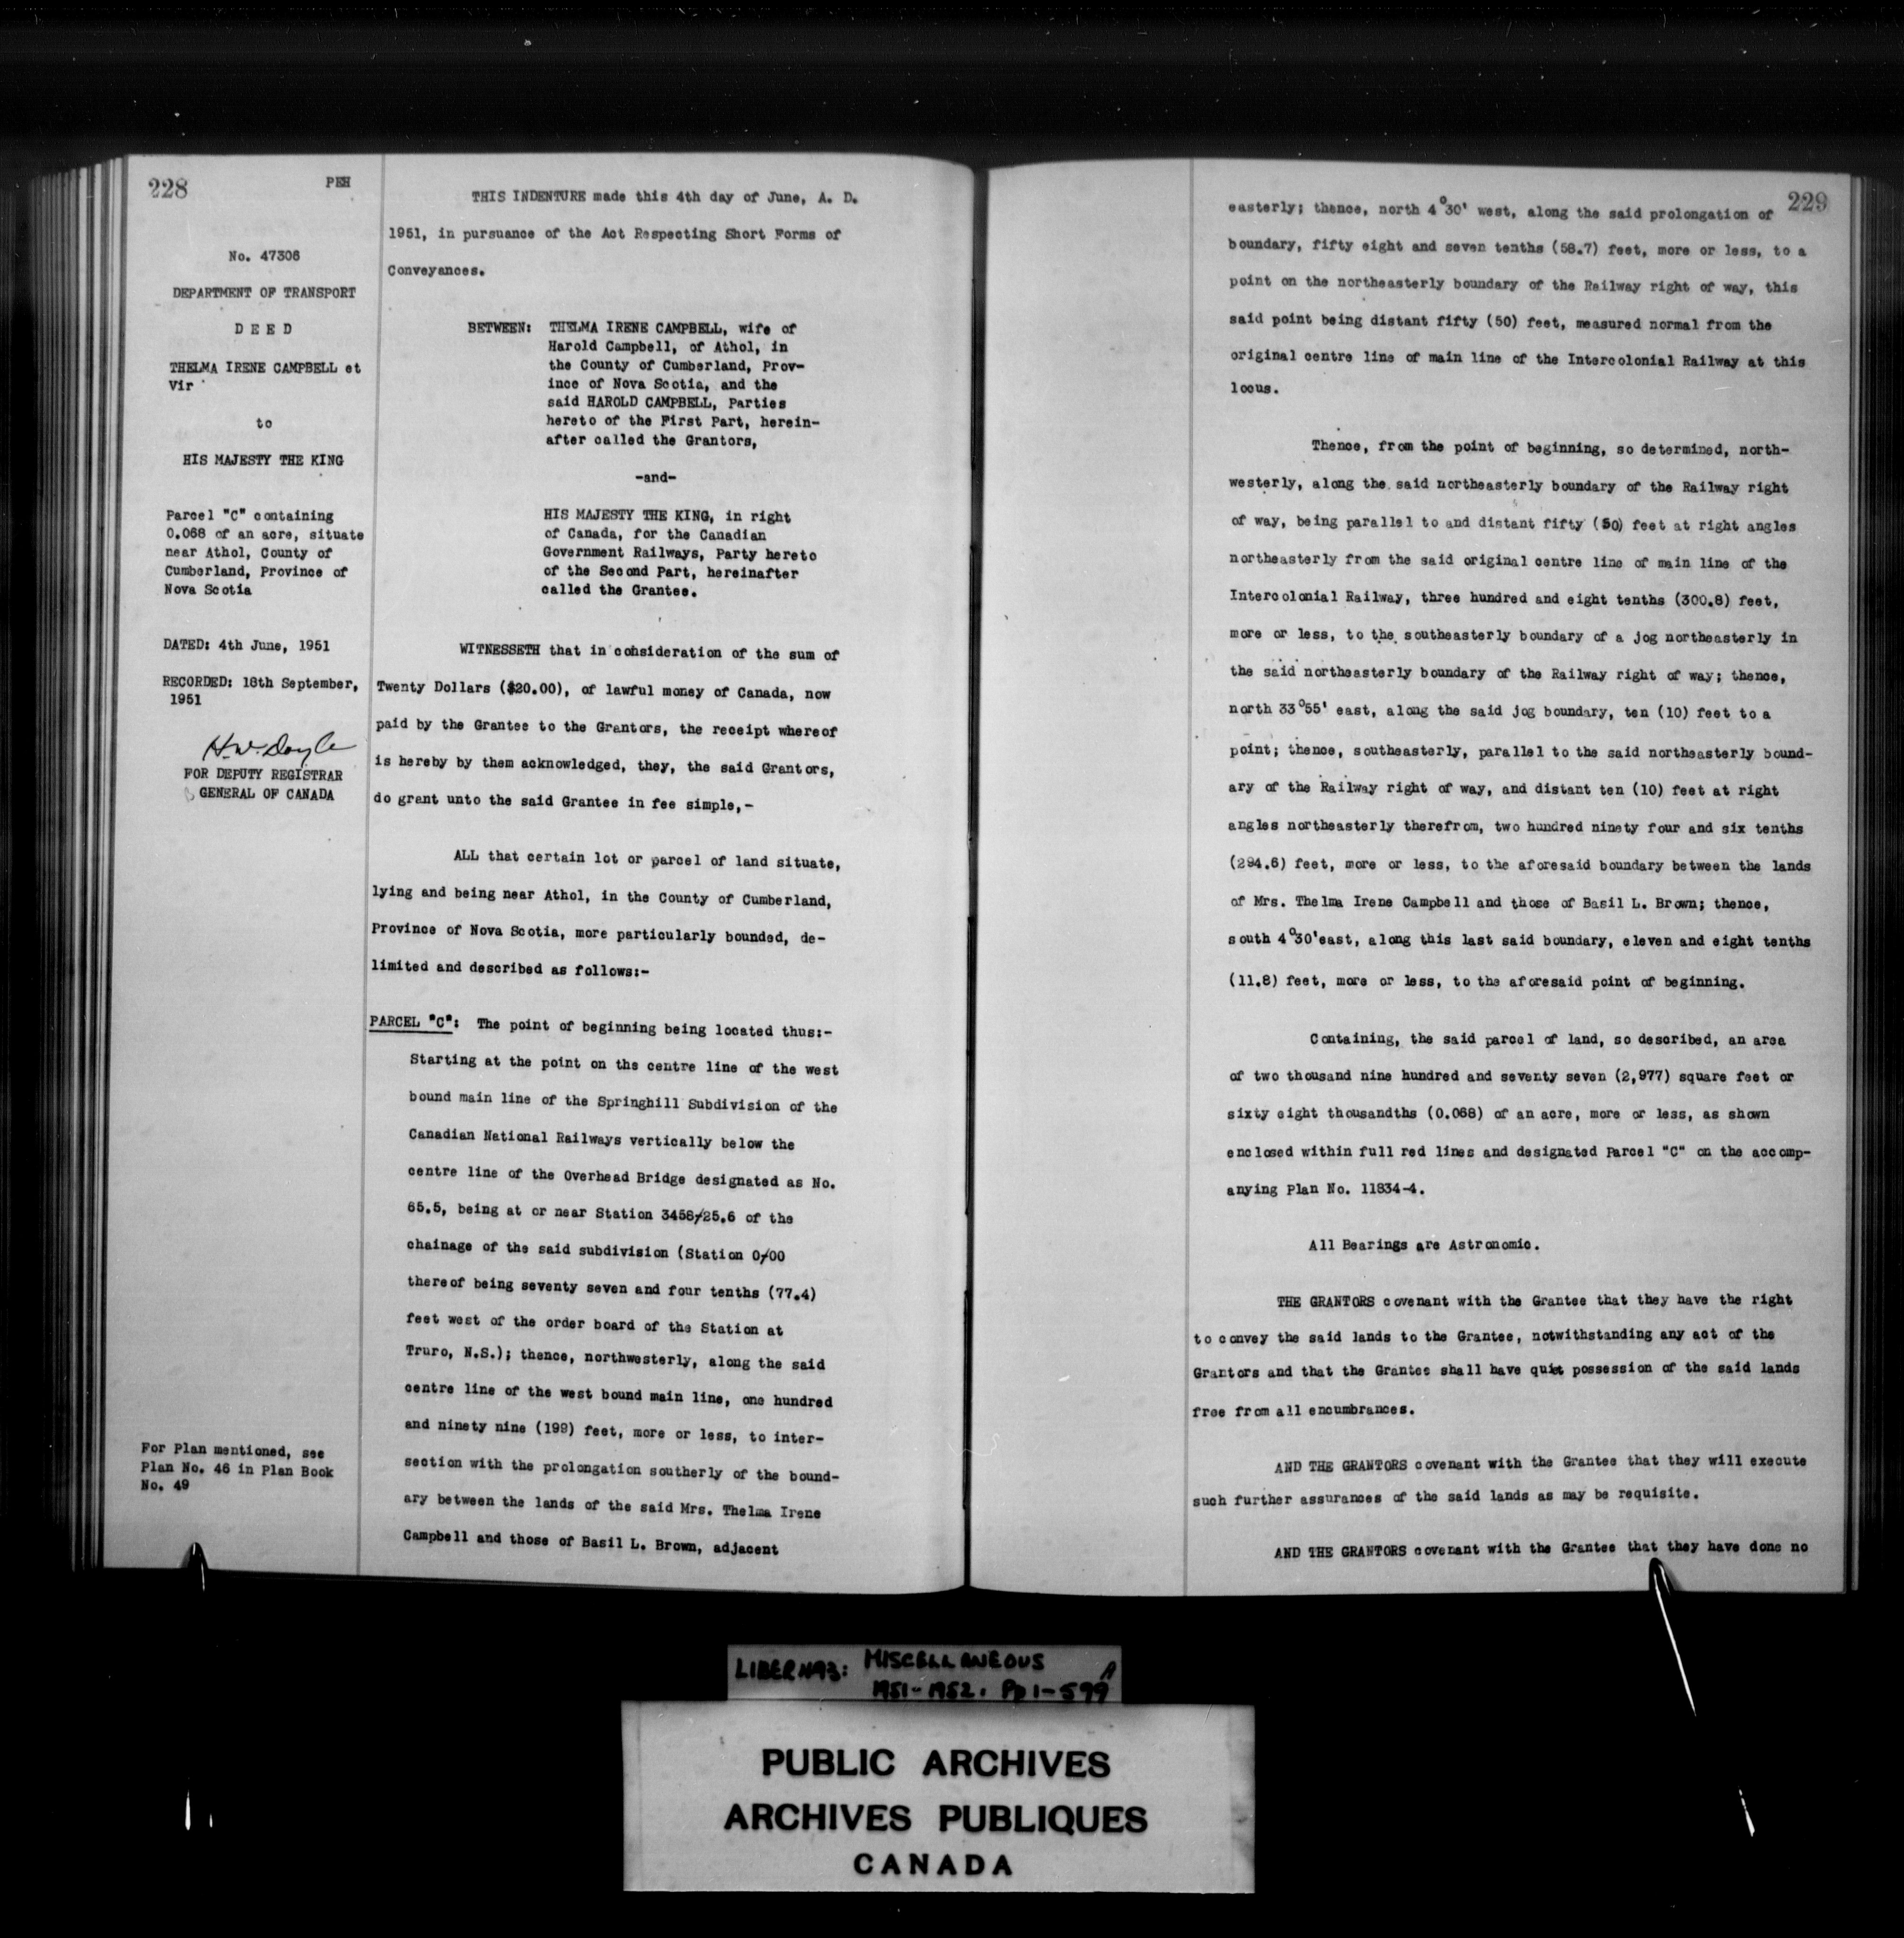 228
PEH
No. 47306
DEPARTMENT OF TRANSPORT
D E E D
THELMA IRENE CAMPBELL et
Vir
to
HIS MAJESTY THE KING
Parcel "C" containing
0.068 of an acre, situate
near Athol, County of
Cumberland, Province of
Nova Scotia
DATED: 4th June, 1951
RECORDED: 18th September,
1951
H.W. Doyle
FOR DEPUTY REGISTRAR
GENERAL OF CANADA
For Plan mentioned, see
Plan No. 46 in Plan Book
No. 49
THIS INDENTURE made this 4th day of June, A. D.
1951, in pursuance of the Act Respecting Short Forms of
Conveyances.
BETWEEN: THELMA IRENE CAMPBELL, wife of
Harold Campbell, of Athol, in
the County of Cumberland, Prov-
ince of Nova Scotia, and the
said HAROLD CAMPBELL, Parties
hereto of the First Part, herein-
after called the Grantors,
-and-
HIS MAJESTY THE KING, in right
of Canada, for the Canadian
Government Railways, Party hereto
of the Second Part, hereinafter
called the Grantee.
WITNESSETH that in consideration of the sum of
Twenty Dollars ($20.00), of lawful money of Canada, now
paid by the Grantee to the Grantors, the receipt whereof
is hereby by them acknowledged, they, the said Grantors,
do grant unto the said Grantee in fee simple,-
ALL that certain lot or parcel of land situate,
lying and being near Athol, in the County of Cumberland,
Province of Nova Scotia, more particularly bounded, de-
limited and described as follows:-
PARCEL "C": The point of beginning being located thus:-
Starting at the point on the centre line of the west
bound main line of the Springhill Subdivision of the
Canadian National Railways vertically below the
centre line of the Overhead Bridge designated as No.
65.5, being at or near Station 3458/25.6 of the
chainage of the said subdivision (Station 0/00
thereof being seventy seven and four tenths (77.4)
feet west of the order board of the Station at
Truro, N.S.); thence, northwesterly, along the said
centre line of the west bound main line, one hundred
and ninety nine (199) feet, more or less, to inter-
section with the prolongation southerly of the bound-
ary between the lands of the said Mrs. Thelma Irene
Campbell and those of Basil L. Brown, adjacent
229
easterly; thence, north 4°30' west, along the said prolongation of
boundary, fifty eight and seven tenths (58.7) feet, more or less, to a
point on the northeasterly boundary of the Railway right of way, this
said point being distant fifty (50) feet, measured normal from the
original centre line of main line of the Intercolonial Railway at this
locus.
Thence, from the point of beginning, so determined, north-
westerly, along the said northeasterly boundary of the Railway right
of way, being parallel to and distant fifty (50) feet at right angles
northeasterly from the said original centre line of main line of the
Intercolonial Railway, three hundred and eight tenths (300.8) feet,
more or less, to the southeasterly boundary of a jog northeasterly in
the said northeasterly boundary of the Railway right of way; thence,
north 33°55' east, along the said jog boundary, ten (10) feet to a
point; thence, southeasterly, parallel to the said northeasterly bound-
ary of the Railway right of way, and distant ten (10) feet at right
angles northeasterly therefrom, two hundred ninety four and six tenths
(294.6) feet, more or less, to the aforesaid boundary between the lands
of Mrs. Thelma Irene Campbell and those of Basil L. Brown; thence,
south 4°30'east, along this last said boundary, eleven and eight tenths
(11.8) feet, more or less, to the aforesaid point of beginning.
Containing, the said parcel of land, so described, an area
of two thousand nine hundred and seventy seven (2,977) square feet or
sixty eight thousandths (0.068) of an acre, more or less, as shown
enclosed within full red lines and designated Parcel "C" on the accomp-
anying Plan No. 11834-4.
All Bearings are Astronomic.
THE GRANTORS covenant with the Grantee that they have the right
to convey the said lands to the Grantee, notwithstanding any act of the
Grantors and that the Grantee shall have quiet possession of the said lands
free from all encumbrances.
AND THE GRANTORS covenant with the Grantee that they will execute
such further assurances of the said lands as may be requisite.
AND THE GRANTORS covenant with the Grantee that they have done no
LIBER 493: MISCELLANEOUS A
1951-1952. Pp 1-599
PUBLIC ARCHIVES
ARCHIVES PUBLIQUES
CANADA